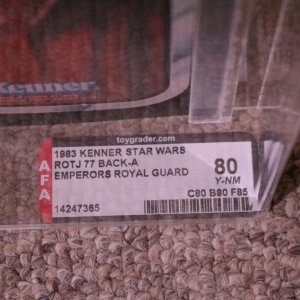 Kenner
toygrader.com
AFA
1983 KENNER STAR WARS
ROTJ 77 BACK-A
EMPERORS ROYAL GUARD
80
Y-NM
C80 B80 F85
14247365